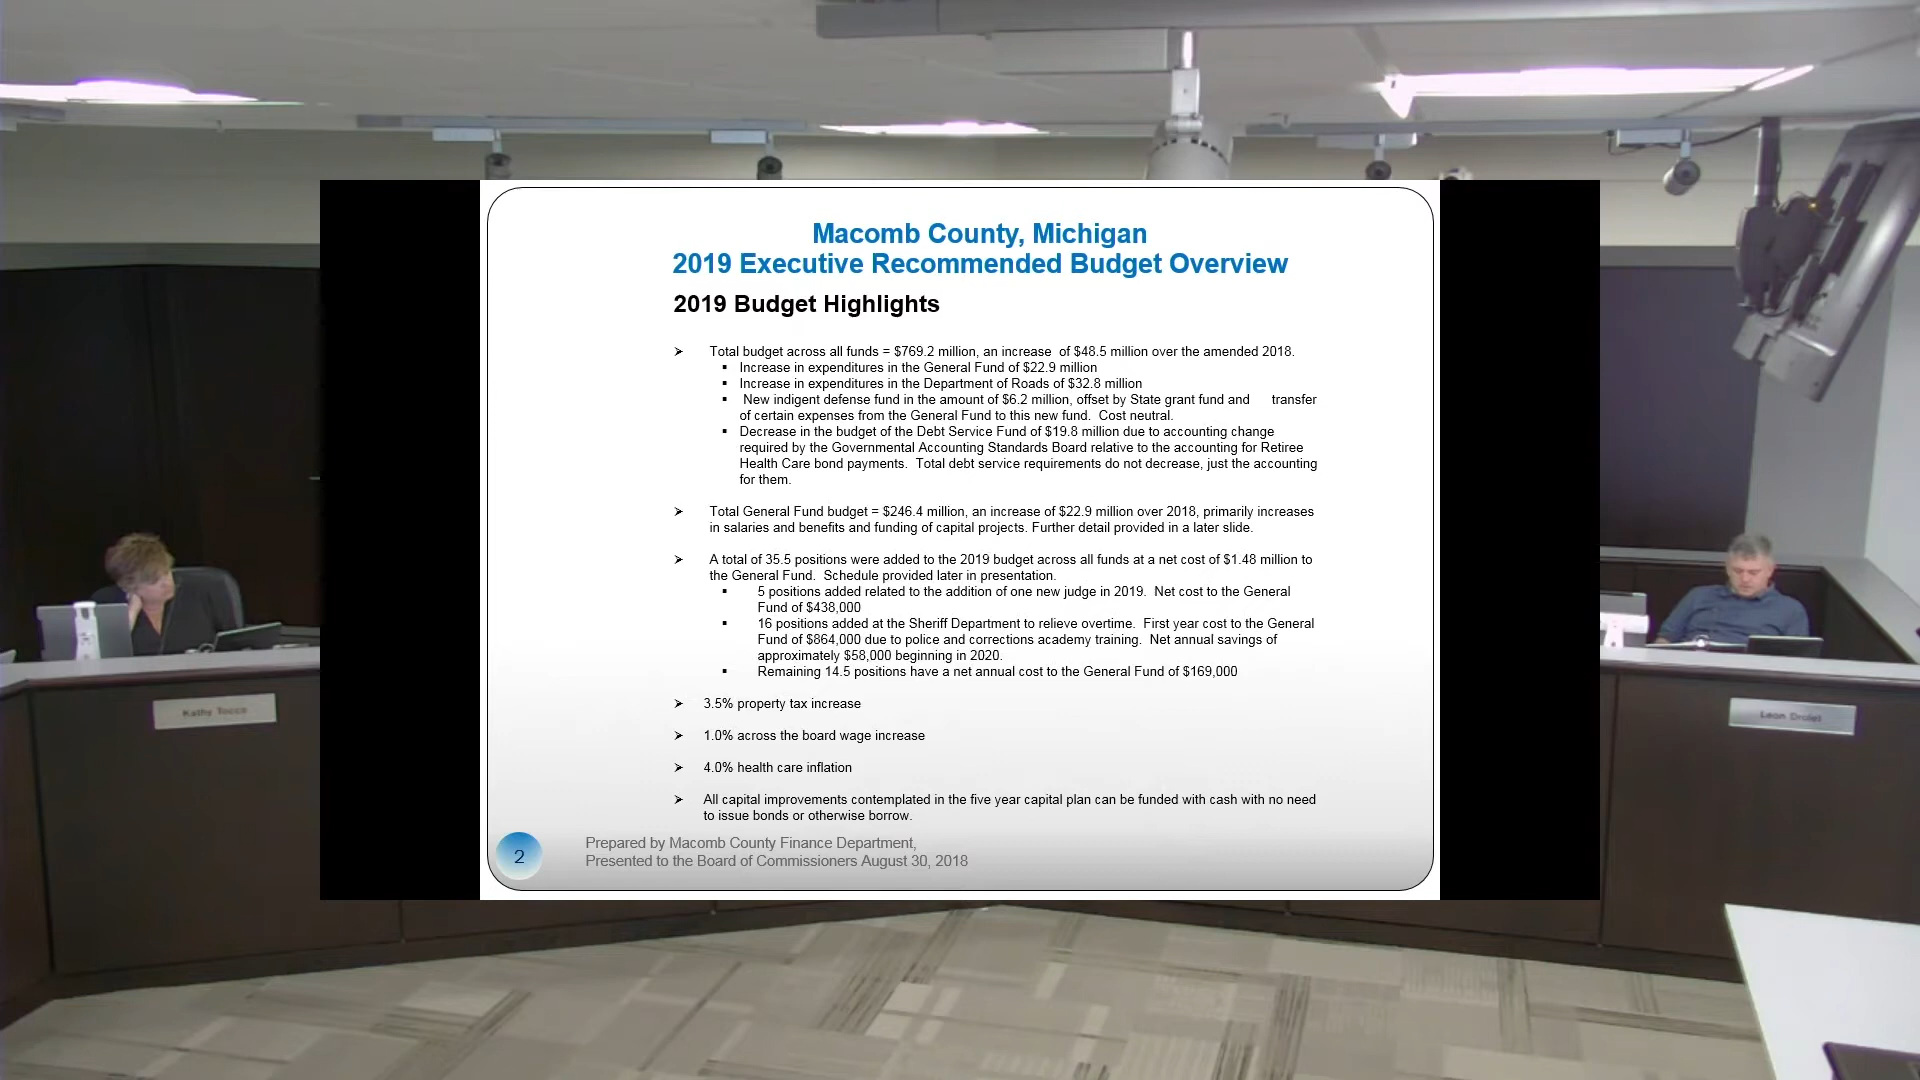 Macomb County, Michigan
2019 Executive Recommended Budget Overview
2019 Budget Highlights
Total budget across all funds = $769.2 million, an increase of $48.5 million over the amended 2018.
Increase in expenditures in the General Fund of $22.9 million
Increase in expenditures in the Department of Roads of $32.8 million
New indigent defense fund in the amount of $6.2 million, offset by State grant fund and transfer
of certain expenses from the General Fund to this new fund. Cost neutral.
Decrease in the budget of the Debt Service Fund of $19.8 million due to accounting change
required by the Governmental Accounting Standards Board relative to the accounting for Retiree
Health Care bond payments. Total debt service requirements do not decrease, just the accounting
for them.
Total General Fund budget = $246.4 million, an increase of $22.9 million over 2018, primarily increases
in salaries and benefits and funding of capital projects. Further detail provided in a later slide.
A total of 35.5 positions were added to the 2019 budget across all funds at a net cost of $1.48 million to
the General Fund. Schedule provided later in presentation.
5 positions added related to the addition of one new judge in 2019. Net cost to the General
Fund of $438,000
16 positions added at the Sheriff Department to relieve overtime. First year cost to the General
Fund of $864,000 due to police and corrections academy training. Net annual savings of
approximately $58,000 beginning in 2020.
Remaining 14.5 positions have a net annual cost to the General Fund of $169,000
3.5% property tax increase
1.0% across the board wage increase
4.0% health care inflation
All capital improvements contemplated in the five year capital plan can be funded with cash with no need
to issue bonds or otherwise borrow.
2
Prepared by Macomb County Finance Department,
Presented to the Board of Commissioners August 30, 2018
Kathy Tocco
Leon Drolet